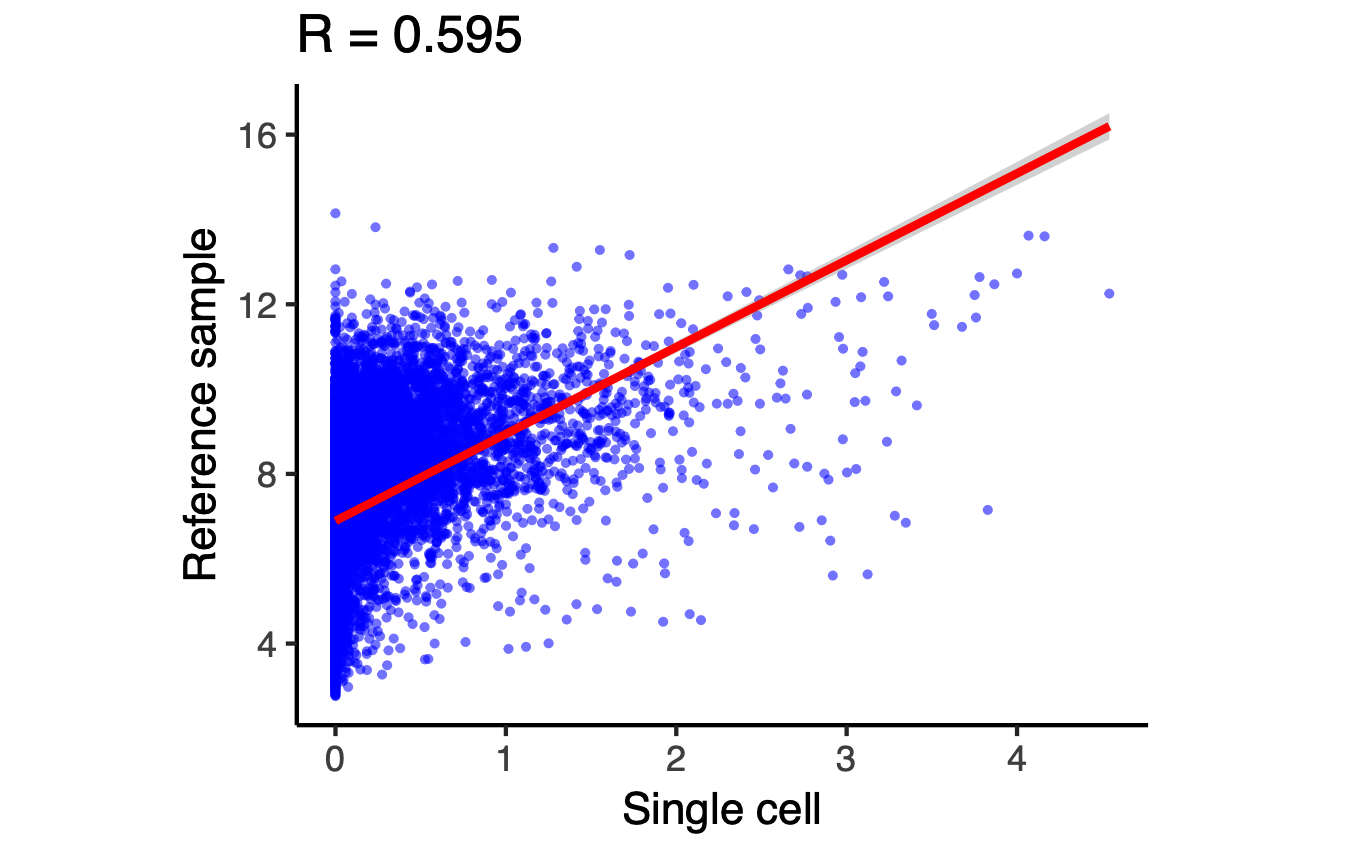 R = 0.595
16
12
8
4
Reference sample
0 1 2 3 4
Single cell